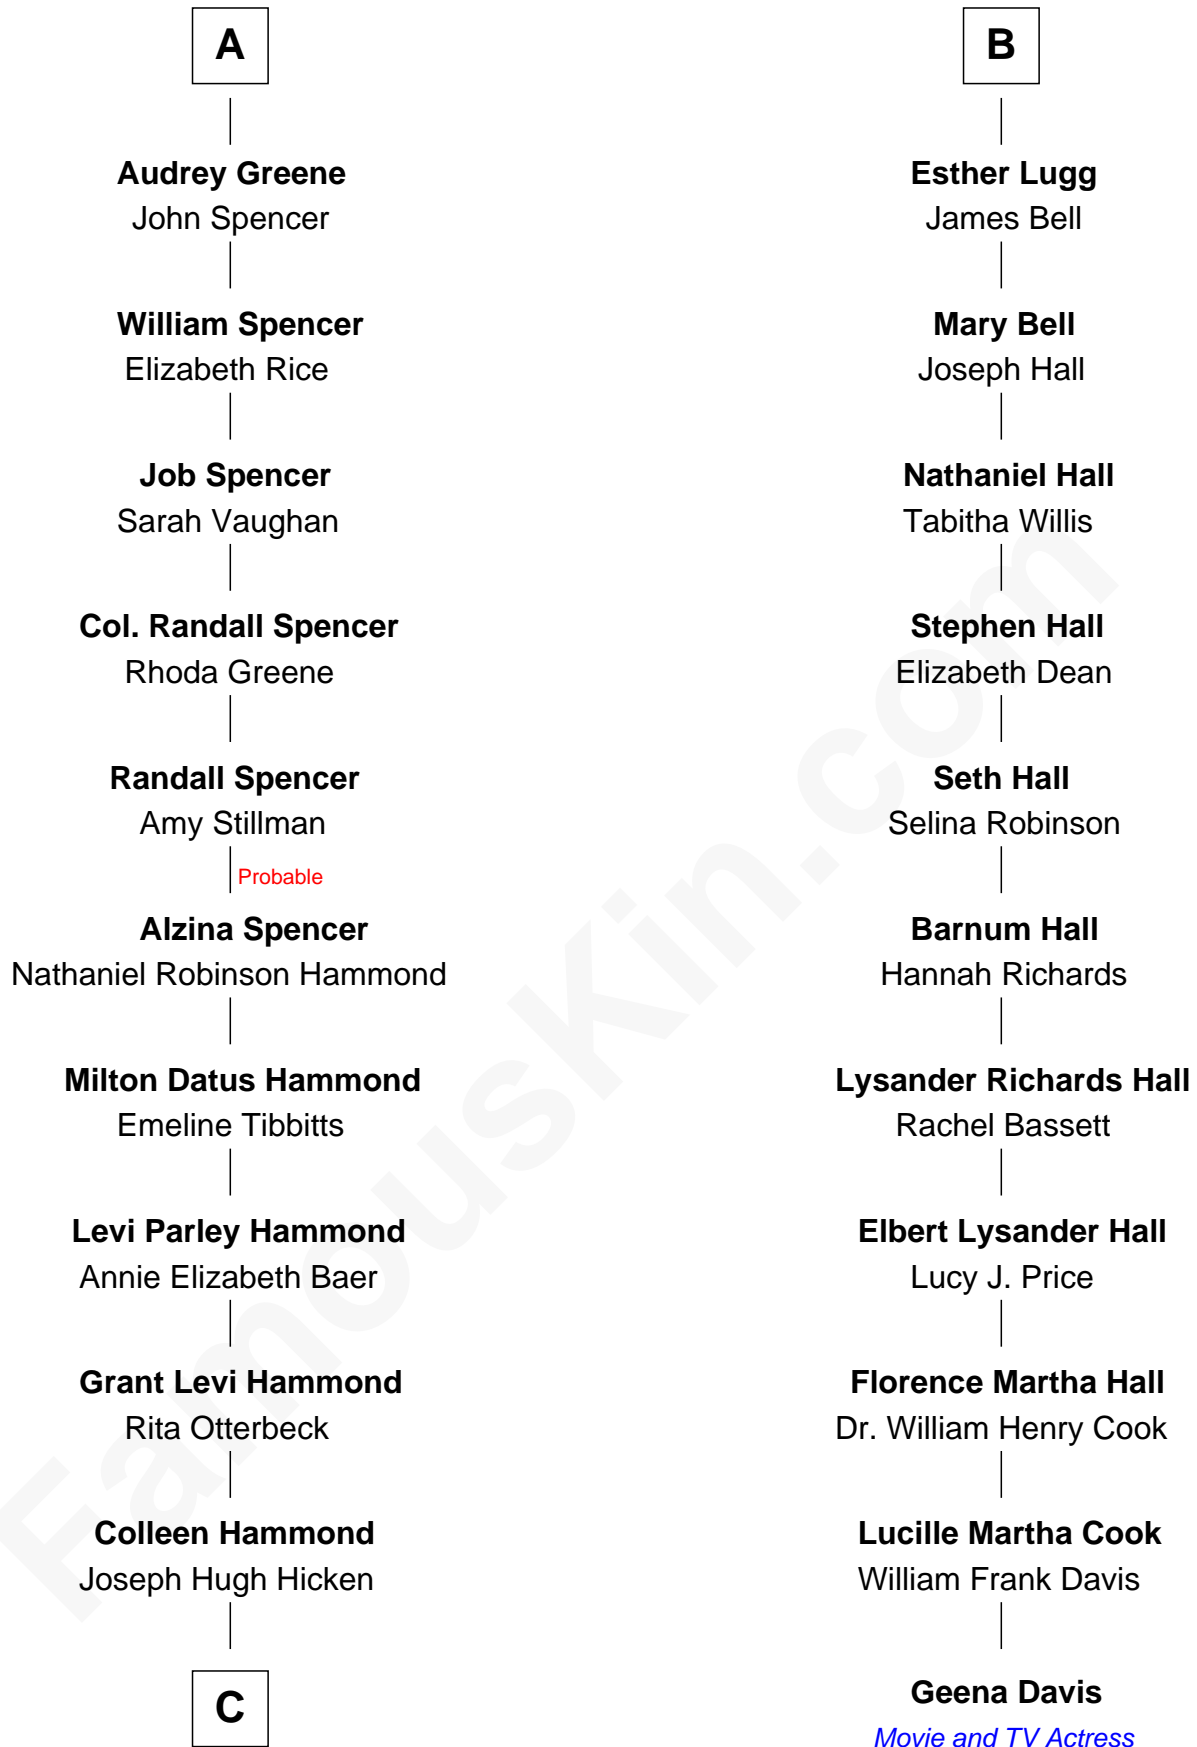 A
Audrey Greene
John Spencer
William Spencer
Elizabeth Rice
Job Spencer
Sarah Vaughan
Col. Randall Spencer
Rhoda Greene
Randall Spencer
Amy Stillman
Probable
Alzina Spencer
Nathaniel Robinson Hammond
Milton Datus Hammond
Emeline Tibbitts
Levi Parley Hammond
Annie Elizabeth Baer
Grant Levi Hammond
Rita Otterbeck
Colleen Hammond
Joseph Hugh Hicken
C
B
Esther Lugg
James Bell
Mary Bell
Joseph Hall
Nathaniel Hall
Tabitha Willis
Stephen Hall
Elizabeth Dean
Seth Hall
Selina Robinson
Barnum Hall
Hannah Richards
Lysander Richards Hall
Rachel Bassett
Elbert Lysander Hall
Lucy J. Price
Florence Martha Hall
Dr. William Henry Cook
Lucille Martha Cook
William Frank Davis
Geena Davis
Movie and TV Actress
FamousKin.com